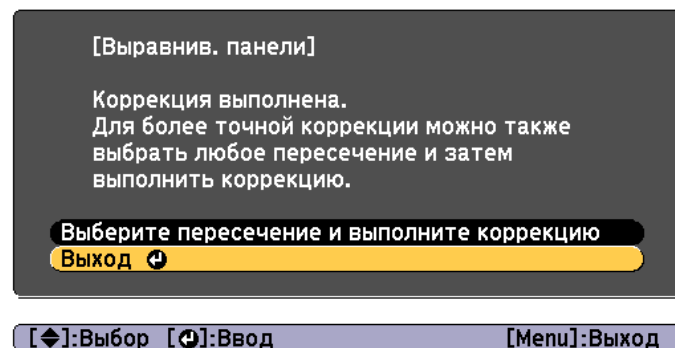 [Выравнив. панели]
Коррекция выполнена.
Для более точной коррекции можно также
выбрать любое пересечение и затем
выполнить коррекцию.
Выберите пересечение и выполните коррекцию
Выход
[◆]:Выбор [⏎]:Ввод [Menu]:Выход